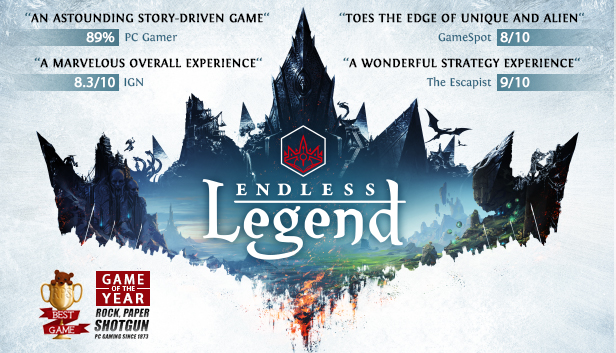 "AN ASTOUNDING STORY-DRIVEN GAME"
89% PC Gamer
"A MARVELOUS OVERALL EXPERIENCE"
8.3/10 IGN
"TOES THE EDGE OF UNIQUE AND ALIEN"
GameSpot 8/10
"A WONDERFUL STRATEGY EXPERIENCE"
The Escapist 9/10
ENDLESS
Legend
BEST
GAME
GAME
OF THE
YEAR
ROCK, PAPER
SHOTGUN
PC GAMING SINCE 1873